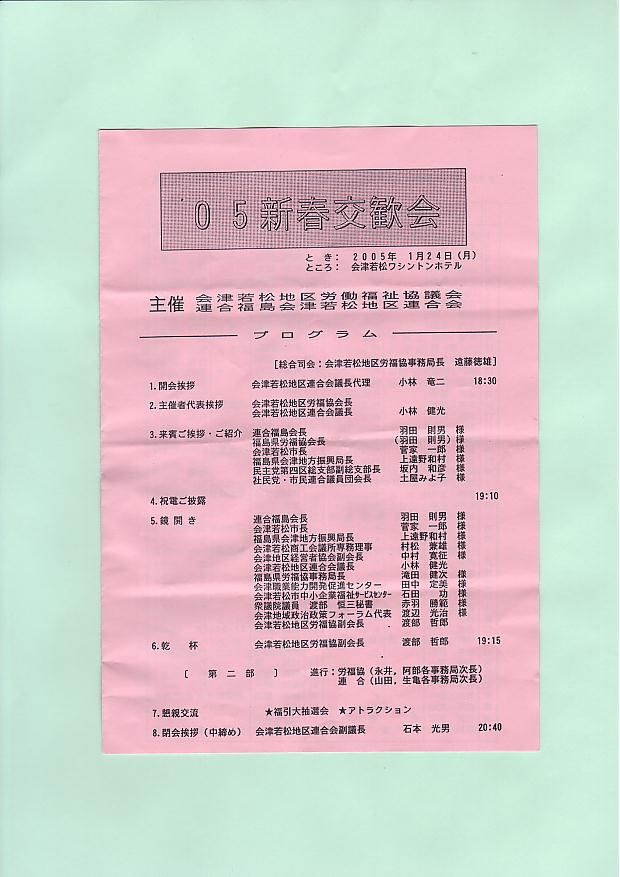 '05新春交歓会
とき： 2005年 1月24日(月)
ところ： 会津若松ワシントンホテル
主催 会津若松地区労働福祉協議会
連合福島会津若松地区連合会
プログラム
[総合司会：会津若松地区労福協事務局長 遠藤徳雄]
1.開会挨拶 会津若松地区連合会議長代理 小林 竜二 18:30
2.主催者代表挨拶 会津若松地区労福協会長
会津若松地区連合会議長 小林 健光
3.来賓ご挨拶・ご紹介 連合福島会長 羽田 則男 様
福島県労福協会長 (羽田 則男) 様
会津若松市長 菅家 一郎 様
福島県会津地方振興局長 上遠野和村 様
民主党第四区総支部副総支部長 坂内 和彦 様
社民党・市民連合議員団会長 土屋みよ子 様
4.祝電ご披露 19:10
5.鏡開き 連合福島会長 羽田 則男 様
会津若松市長 菅家 一郎 様
福島県会津地方振興局長 上遠野和村 様
会津若松商工会議所専務理事 村松 兼雄 様
会津地区経営者協会副会長 中村 寛征 様
会津若松地区連合会議長 小林 健光
福島県労福協事務局長 滝田 健次 様
会津職業能力開発促進センター 田中 定美 様
会津若松市中小企業福祉サービスセンター 石田 功 様
衆議院議員 渡部 恒三秘書 赤羽 勝範 様
会津地域政治政策フォーラム代表 渡辺 光治 様
会津若松地区労福協副会長 渡部 哲郎
6.乾 杯 会津若松地区労福協副会長 渡部 哲郎 19:15
[ 第二部 ] 進行：労福協(永井，阿部各事務局次長)
連 合(山田，生亀各事務局次長)
7.懇親交流 ★福引大抽選会 ★アトラクション
8.閉会挨拶(中締め) 会津若松地区連合会副議長 石本 光男 20:40